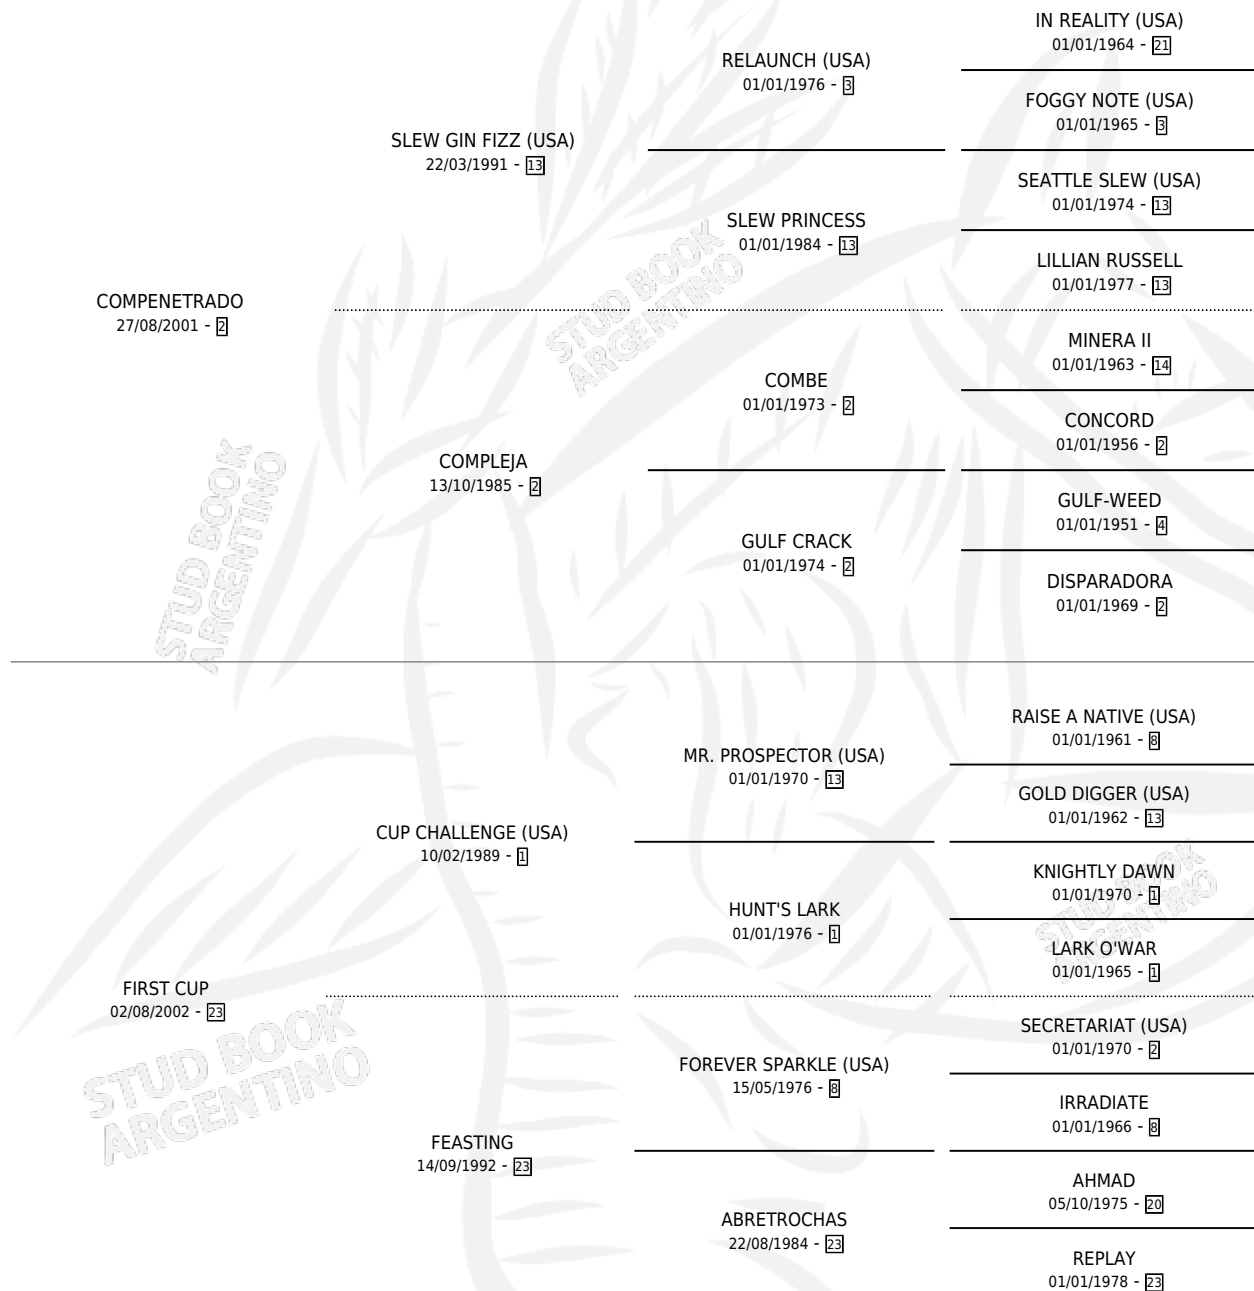 IN REALITY (USA)
01/01/1964 - 21
RELAUNCH (USA)
01/01/1976 - 3
FOGGY NOTE (USA)
01/01/1965 - 3
SLEW GIN FIZZ (USA)
22/03/1991 - 13
SEATTLE SLEW (USA)
01/01/1974 - 13
SLEW PRINCESS
01/01/1984 - 13
LILLIAN RUSSELL
01/01/1977 - 13
COMPENETRADO
27/08/2001 - 2
MINERA II
01/01/1963 - 14
COMBE
01/01/1973 - 2
CONCORD
01/01/1956 - 2
COMPLEJA
13/10/1985 - 2
GULF-WEED
01/01/1951 - 4
GULF CRACK
01/01/1974 - 2
DISPARADORA
01/01/1969 - 2
RAISE A NATIVE (USA)
01/01/1961 - 8
MR. PROSPECTOR (USA)
01/01/1970 - 13
GOLD DIGGER (USA)
01/01/1962 - 13
CUP CHALLENGE (USA)
10/02/1989 - 1
KNIGHTLY DAWN
01/01/1970 - 1
HUNT'S LARK
01/01/1976 - 1
LARK O'WAR
01/01/1965 - 1
FIRST CUP
02/08/2002 - 23
SECRETARIAT (USA)
01/01/1970 - 2
FOREVER SPARKLE (USA)
15/05/1976 - 8
IRRADIATE
01/01/1966 - 8
FEASTING
14/09/1992 - 23
AHMAD
05/10/1975 - 20
ABRETROCHAS
22/08/1984 - 23
REPLAY
01/01/1978 - 23
STUD BOOK
ARGENTINO
STUD BOOK
ARGENTINO
STUD BOOK
ARGENTINO
STUD BOOK
ARGENTINO